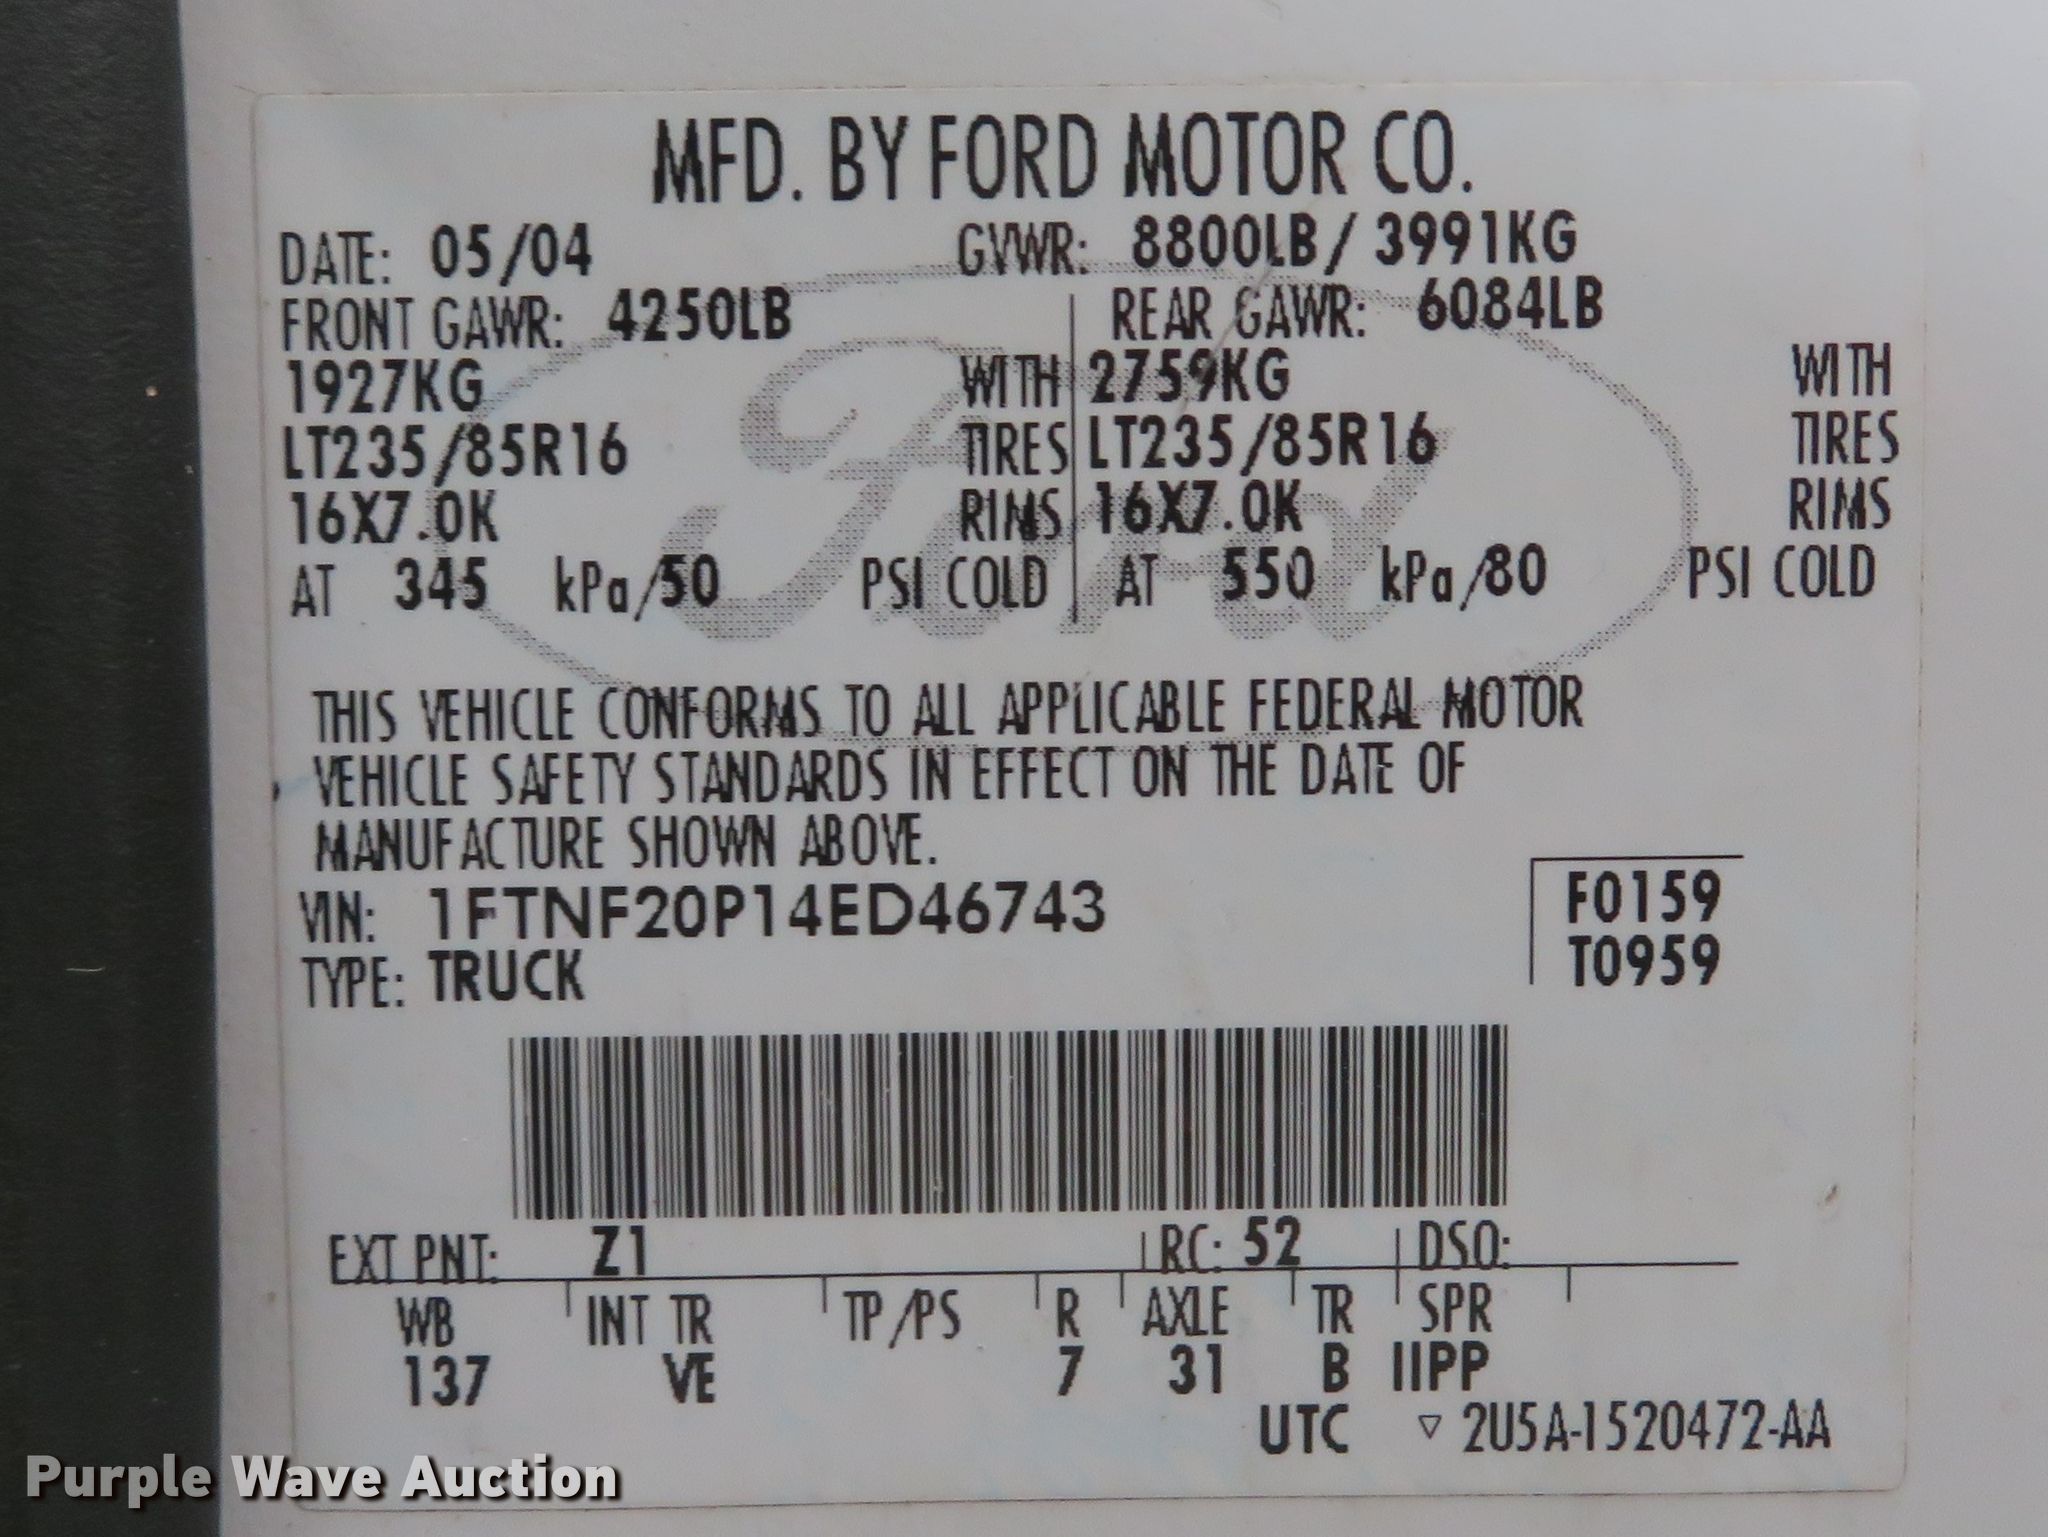 MFD. BY FORD MOTOR CO.
DATE: 05/04 GVWR: 8800LB/ 3991KG
FRONT GAWR: 4250LB REAR GAWR: 6084LB
1927KG WITH 2759KG WITH
LT235/85R16 TIRES LT235/85R16 TIRES
16X7.0K RIMS 16X7.0K RIMS
AT 345 kPa/50 PSI COLD AT 550 kPa/80 PSI COLD
Ford
THIS VEHICLE CONFORMS TO ALL APPLICABLE FEDERAL MOTOR
VEHICLE SAFETY STANDARDS IN EFFECT ON THE DATE OF
MANUFACTURE SHOWN ABOVE.
VIN: 1FTNF20P14ED46743 F0159
TYPE: TRUCK T0959
EXT PNT: Z1 RC: 52 DSO:
WB INT TR TP/PS R AXLE TR SPR
137 VE 7 31 B IIPP
UTC ▽ 2U5A-1520472-AA
Purple Wave Auction